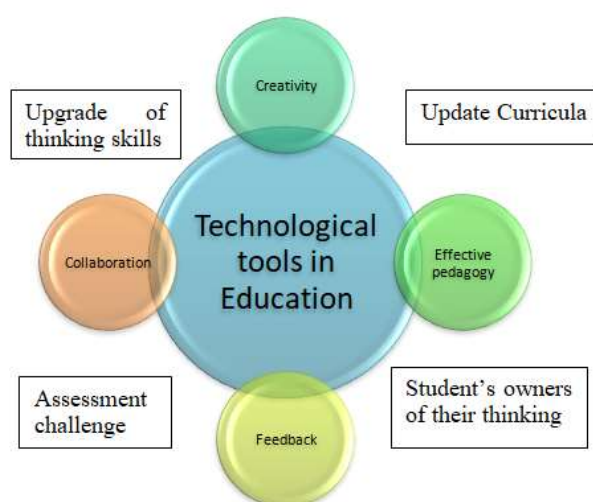 Creativity
Upgrade of
thinking skills
Update Curricula
Technological
tools in
Education
Collaboration
Effective
pedagogy
Assessment
challenge
Student's owners
of their thinking
Feedback